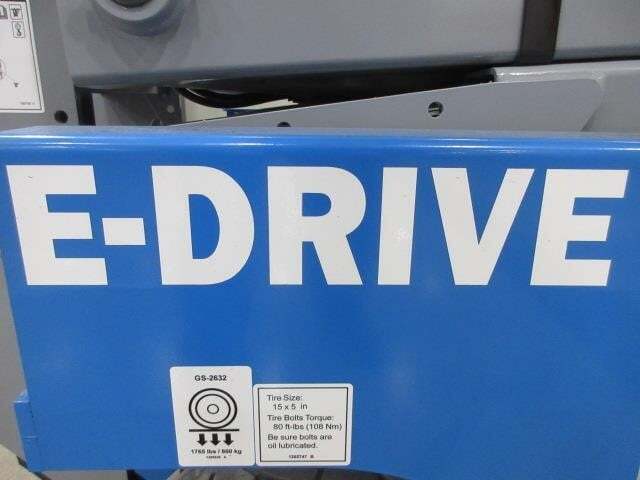 E-DRIVE
GS-2632
1765 lbs / 800 kg
Tire Size:
15 x 5 in
Tire Bolts Torque:
80 ft-lbs (108 Nm)
Be sure bolts are
oil lubricated.